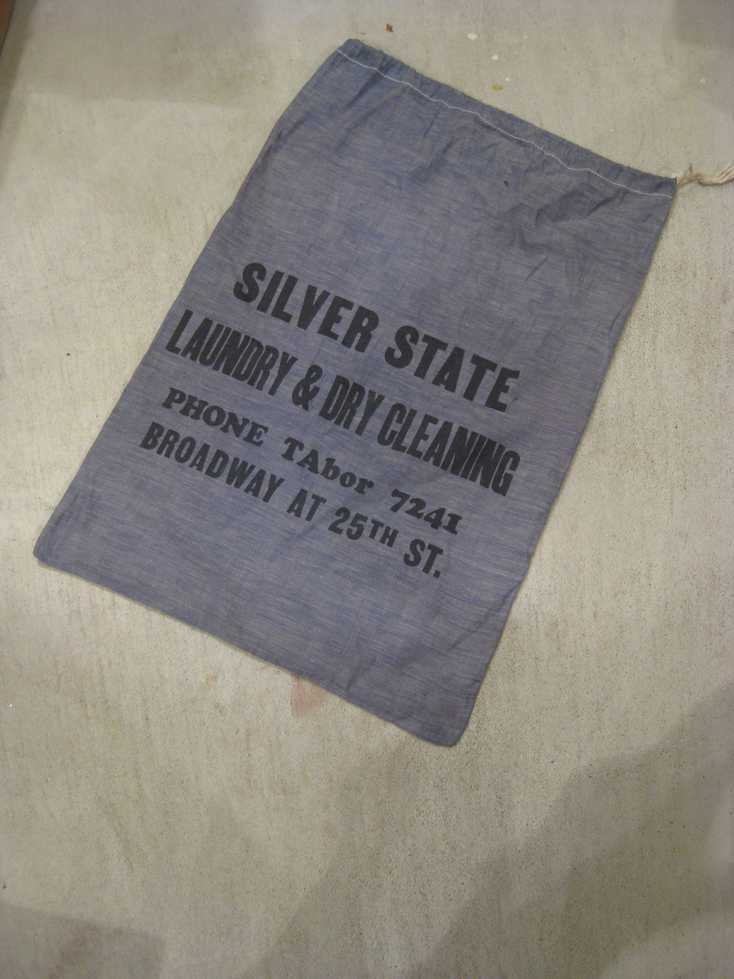 SILVER STATE
LAUNDRY & DRY CLEANING
PHONE TAbor 7241
BROADWAY AT 25TH ST.